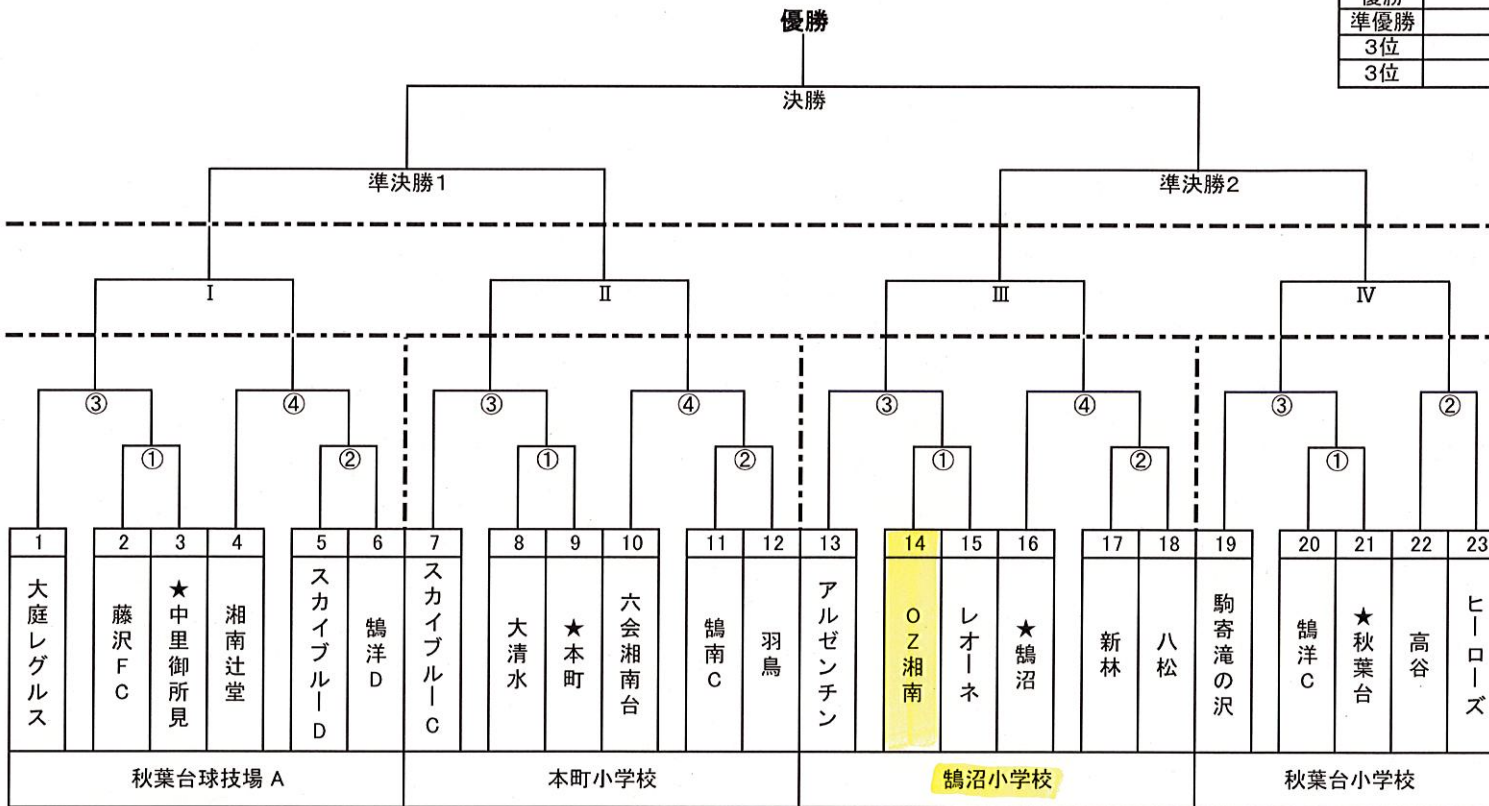 優勝
優勝
準優勝
3位
3位
決勝
準決勝1
準決勝2
Ⅰ
Ⅱ
Ⅲ
Ⅳ
③
④
③
④
③
④
③
②
①
②
①
②
①
②
①
1
2
3
4
5
6
7
8
9
10
11
12
13
14
15
16
17
18
19
20
21
22
23
大庭レグルス
藤沢FC
★中里御所見
湘南辻堂
スカイブルーD
鵠洋D
スカイブルーC
大清水
★本町
六会湘南台
鵠南C
羽鳥
アルゼンチン
OZ湘南
レオーネ
★鵠沼
新林
八松
駒寄滝の沢
鵠洋C
★秋葉台
高谷
ヒーローズ
秋葉台球技場 A
本町小学校
鵠沼小学校
秋葉台小学校